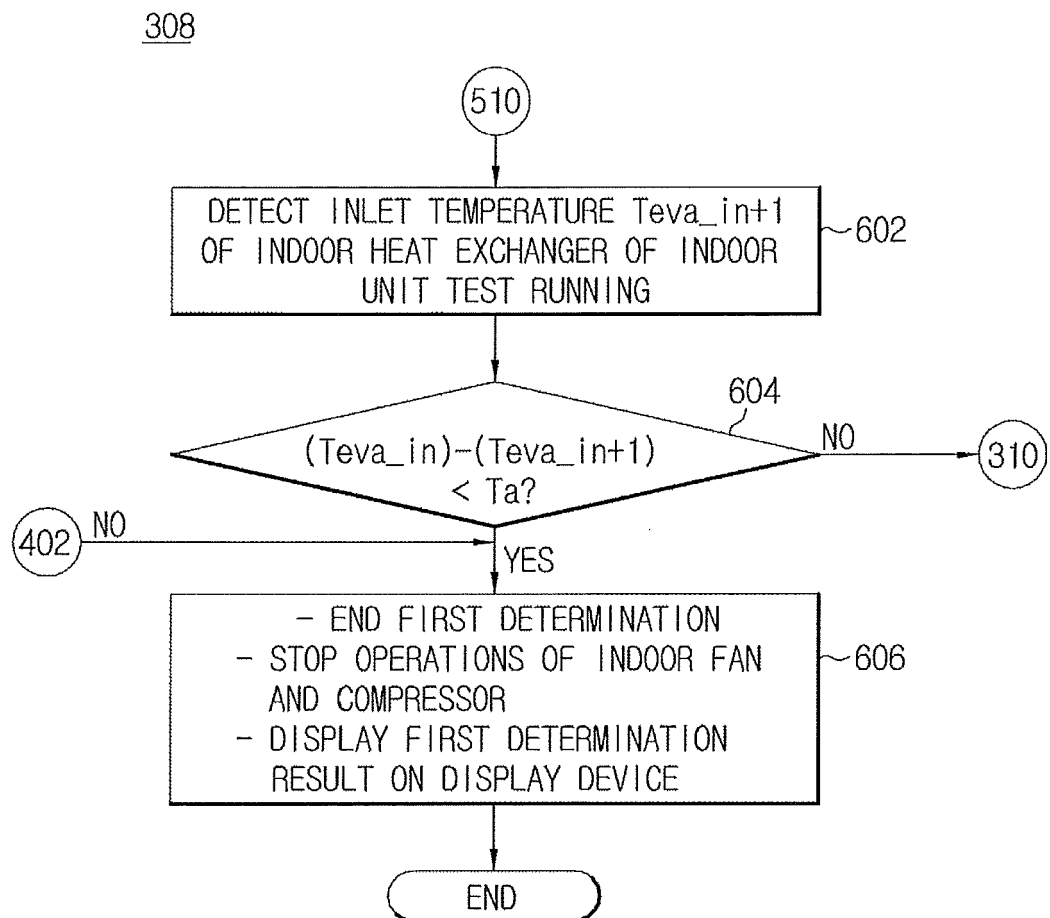 308
510
DETECT INLET TEMPERATURE Teva_in+1
OF INDOOR HEAT EXCHANGER OF INDOOR
UNIT TEST RUNNING
602
604
(Teva_in)-(Teva_in+1)
< Ta?
NO
310
402
NO
YES
- END FIRST DETERMINATION
- STOP OPERATIONS OF INDOOR FAN
AND COMPRESSOR
- DISPLAY FIRST DETERMINATION
RESULT ON DISPLAY DEVICE
606
END